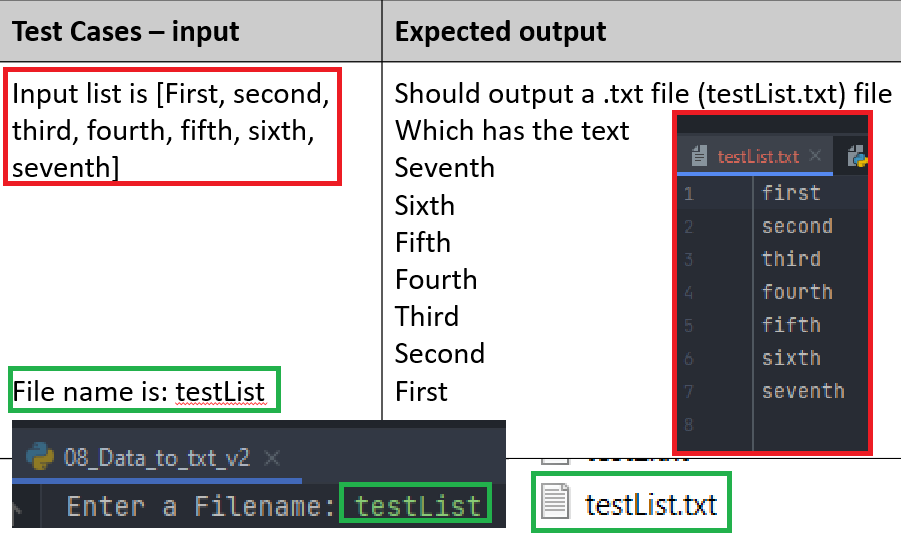 Test Cases – input
Expected output
Input list is [First, second,
third, fourth, fifth, sixth,
seventh]
File name is: testList
Should output a .txt file (testList.txt) file
Which has the text
Seventh
Sixth
Fifth
Fourth
Third
Second
First
testList.txt
1 first
2 second
3 third
4 fourth
5 fifth
6 sixth
7 seventh
8
08_Data_to_txt_v2
Enter a Filename: testList
testList.txt